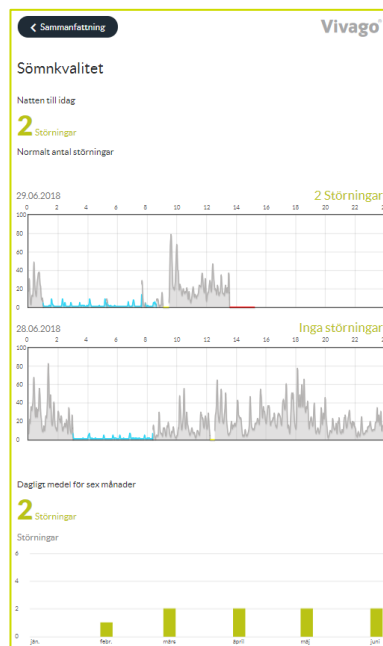 Sammanfattning
Vivago
Sömnkvalitet
Natten till idag
2 Störningar
Normalt antal störningar
29.06.2018 2 Störningar
0 2 4 6 8 10 12 14 16 18 20 22
100
80
60
40
20
0
28.06.2018 Inga störningar
0 2 4 6 8 10 12 14 16 18 20 22
100
80
60
40
20
0
Dagligt medel för sex månader
2 Störningar
Störningar
6
4
2
0
jan. febr. mars april maj juni